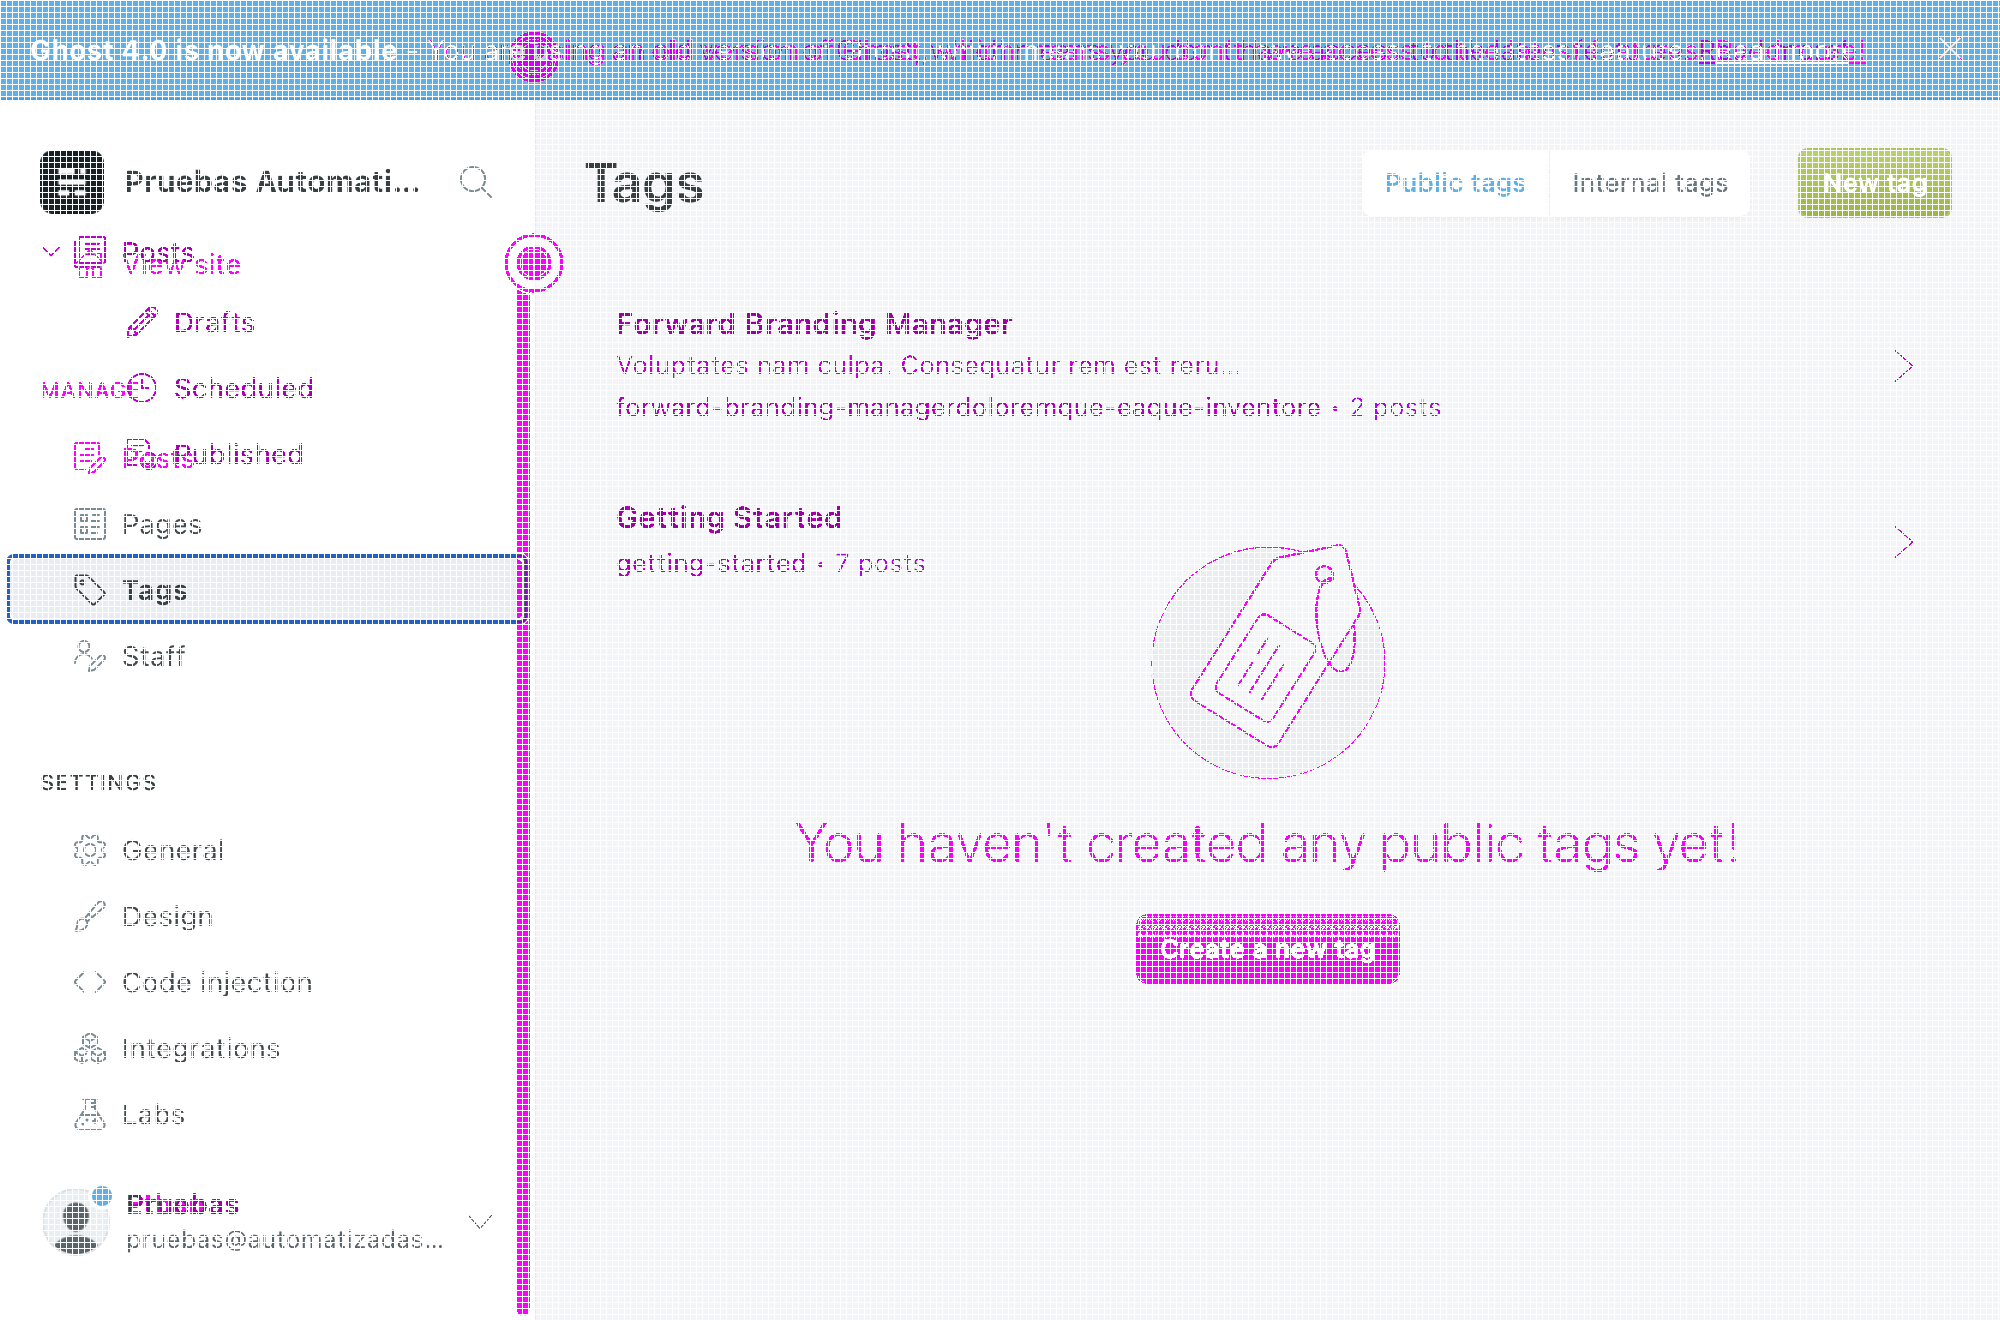 Ghost 4.0 is now available - You are using an old version of Ghost, which means you don't have access to the latest features. Read more!
Pruebas Automati...
Tags
Public tags
Internal tags
New tag
Posts
View site
Drafts
MANAGE
Scheduled
Posts
Published
Pages
Tags
Staff
SETTINGS
General
Design
Code injection
Integrations
Labs
Pruebas
pruebas@automatizadas...
Forward Branding Manager
Voluptates nam culpa. Consequatur rem est reru...
forward-branding-managerdoloremque-eaque-inventore • 2 posts
Getting Started
getting-started • 7 posts
You haven't created any public tags yet!
Create a new tag